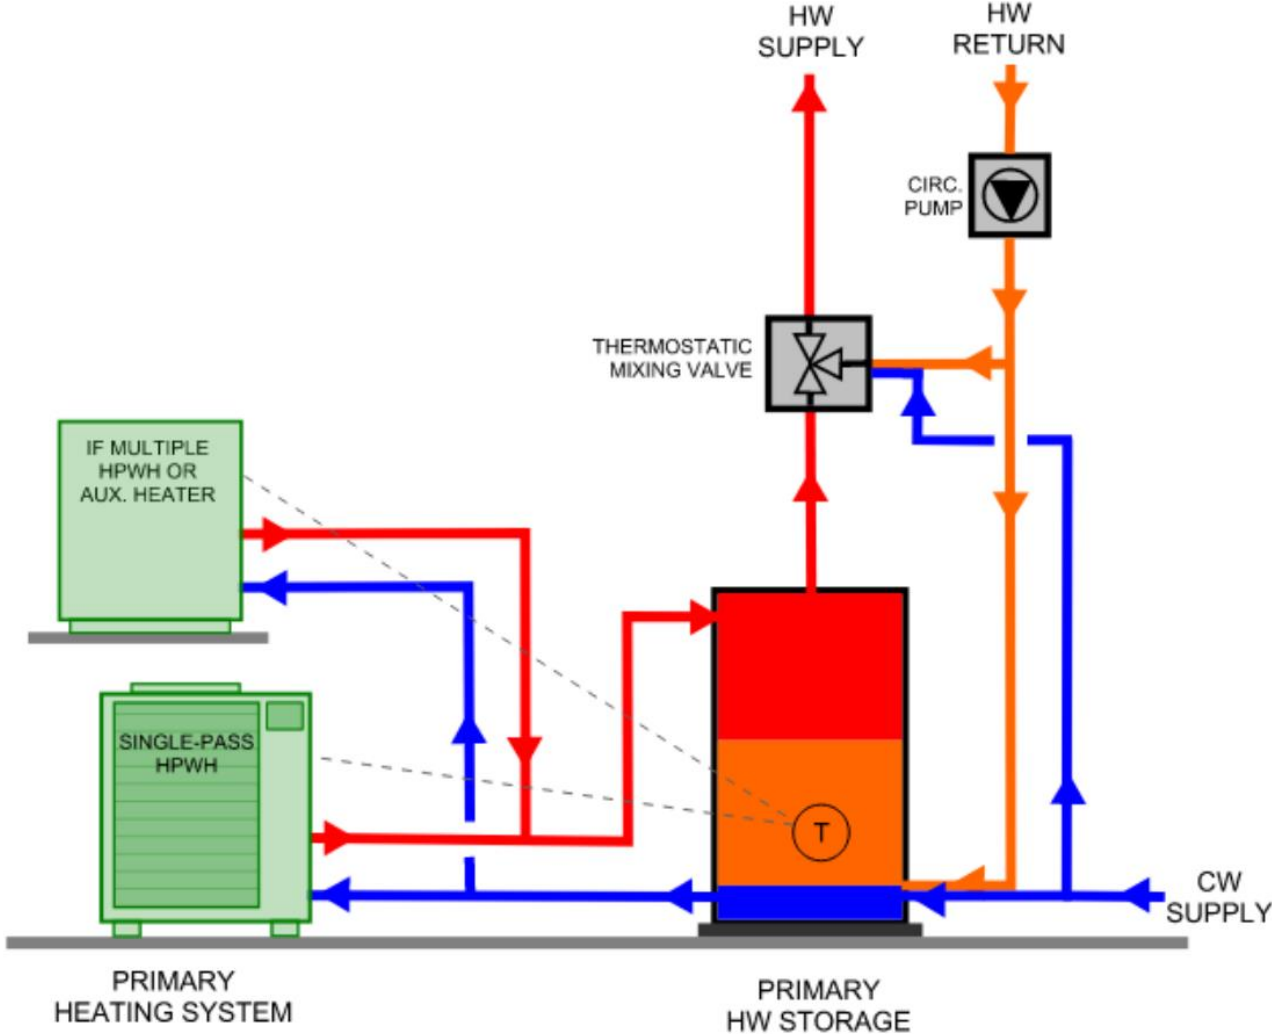 HW
SUPPLY
HW
RETURN
CIRC.
PUMP
THERMOSTATIC
MIXING VALVE
IF MULTIPLE
HPWH OR
AUX. HEATER
SINGLE-PASS
HPWH
T
CW
SUPPLY
PRIMARY
HEATING SYSTEM
PRIMARY
HW STORAGE